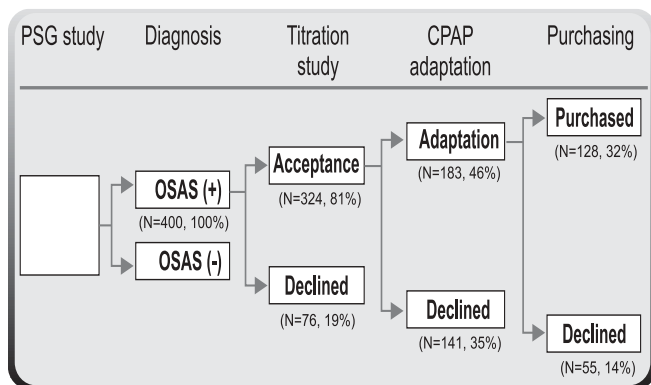 PSG study
Diagnosis
Titration
study
CPAP
adaptation
Purchasing
OSAS (+)
(N=400, 100%)
OSAS (-)
Acceptance
(N=324, 81%)
Declined
(N=76, 19%)
Adaptation
(N=183, 46%)
Declined
(N=141, 35%)
Purchased
(N=128, 32%)
Declined
(N=55, 14%)